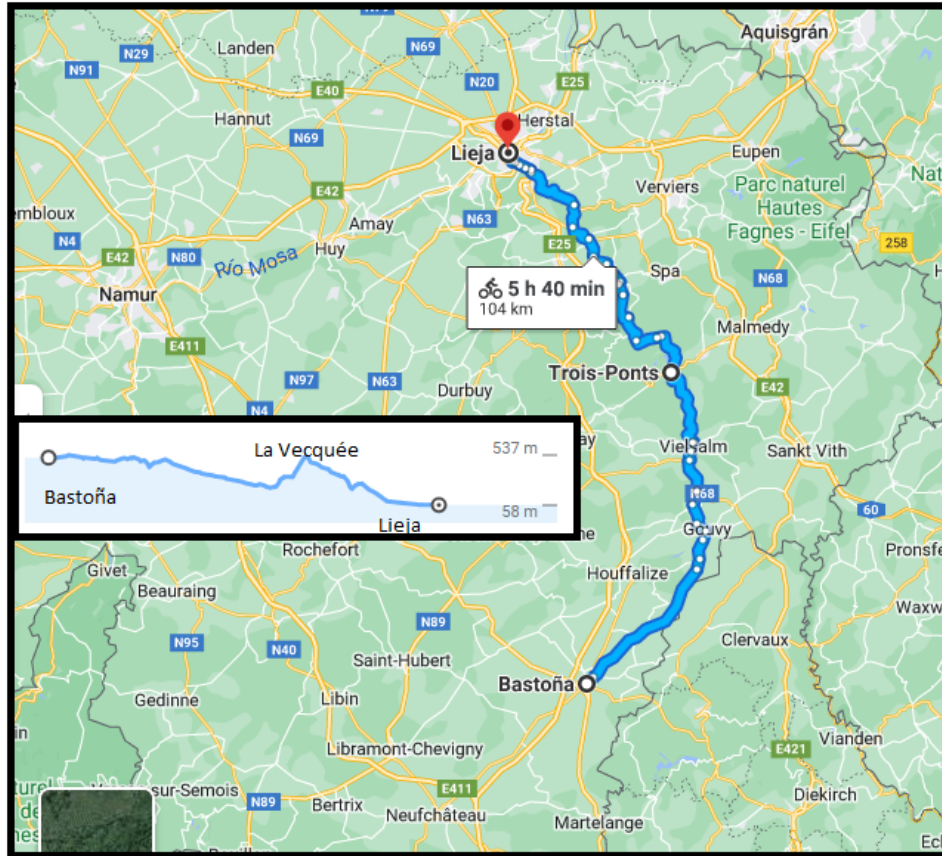 Aquisgrán
Landen
N69
N29
N91
N20
E25
E40
Hannut
Herstal
N69
Lieja
Eupen
E42
Verviers
Parc naturel
Hautes
Fagnes - Eifel
Amay
N63
N4
Huy
E25
258
E42
N80
Río Mosa
Spa
N68
Namur
5 h 40 min
104 km
Malmedy
E411
Trois-Ponts
N97
N63
Durbuy
E42
N4
La Vecquée
537 m
Vielsalm
Sankt Vith
Bastoña
N68
58 m
60
Lieja
Gouvy
Rochefort
Givet
Houffalize
Beauraing
N89
Clervaux
N95
N40
Saint-Hubert
Bastoña
Gedinne
Libin
Vianden
Libramont-Chevigny
E421
E411
sur-Semois
N89
Bertrix
Diekirch
Neufchâteau
Martelange